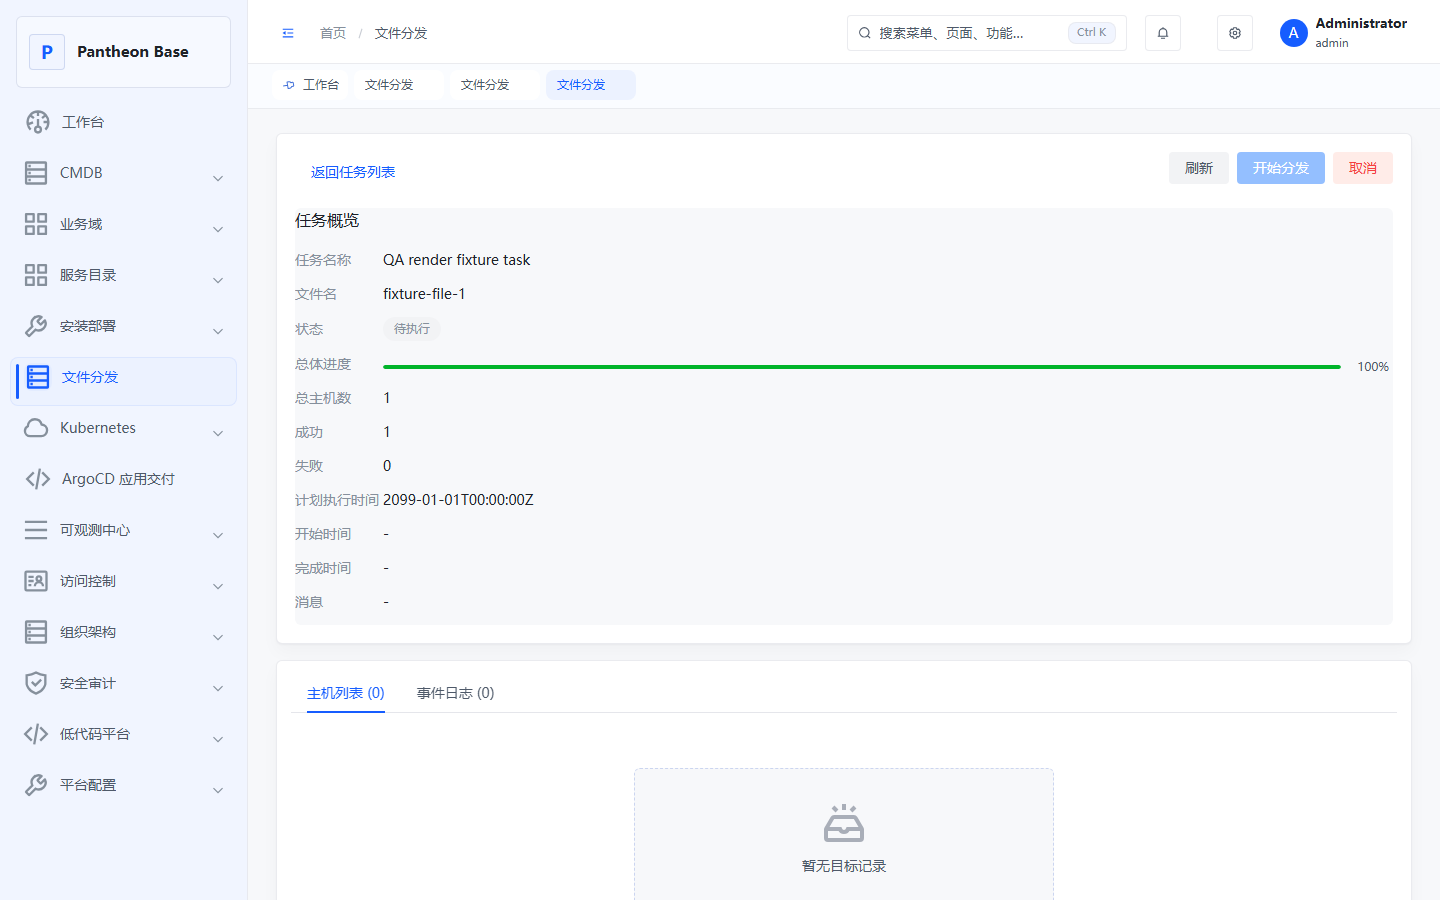 P Pantheon Base
工作台
CMDB
业务域
服务目录
安装部署
文件分发
Kubernetes
ArgoCD 应用交付
可观测中心
访问控制
组织架构
安全审计
低代码平台
平台配置
首页 / 文件分发
搜索菜单、页面、功能... Ctrl K
A Administrator
admin
工作台 文件分发 文件分发 文件分发
返回任务列表 刷新 开始分发 取消
任务概览
任务名称 QA render fixture task
文件名 fixture-file-1
状态 待执行
总体进度 100%
总主机数 1
成功 1
失败 0
计划执行时间 2099-01-01T00:00:00Z
开始时间 -
完成时间 -
消息 -
主机列表 (0) 事件日志 (0)
暂无目标记录